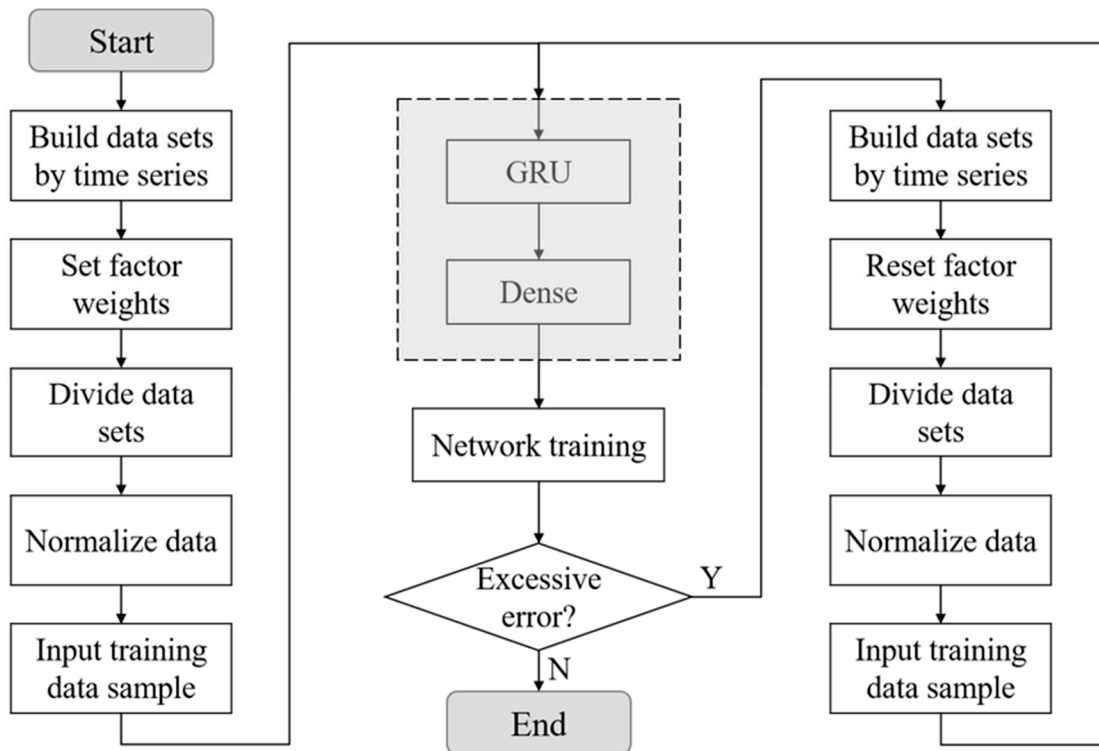 Start
Build data sets
by time series
Set factor
weights
Divide data
sets
Normalize data
Input training
data sample
GRU
Dense
Network training
Excessive
error?
Y
N
End
Build data sets
by time series
Reset factor
weights
Divide data
sets
Normalize data
Input training
data sample